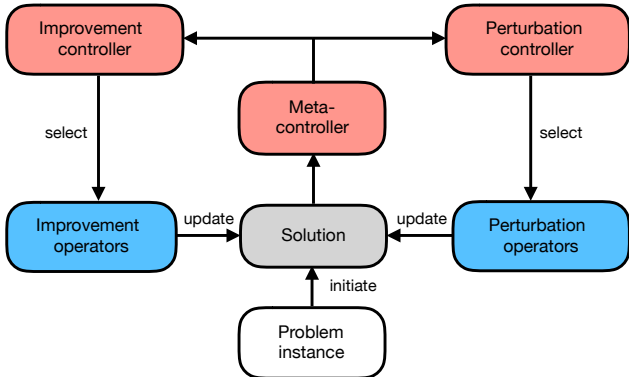 Improvement
controller
Perturbation
controller
Meta-
controller
select
select
Improvement
operators
update
Solution
update
Perturbation
operators
initiate
Problem
instance